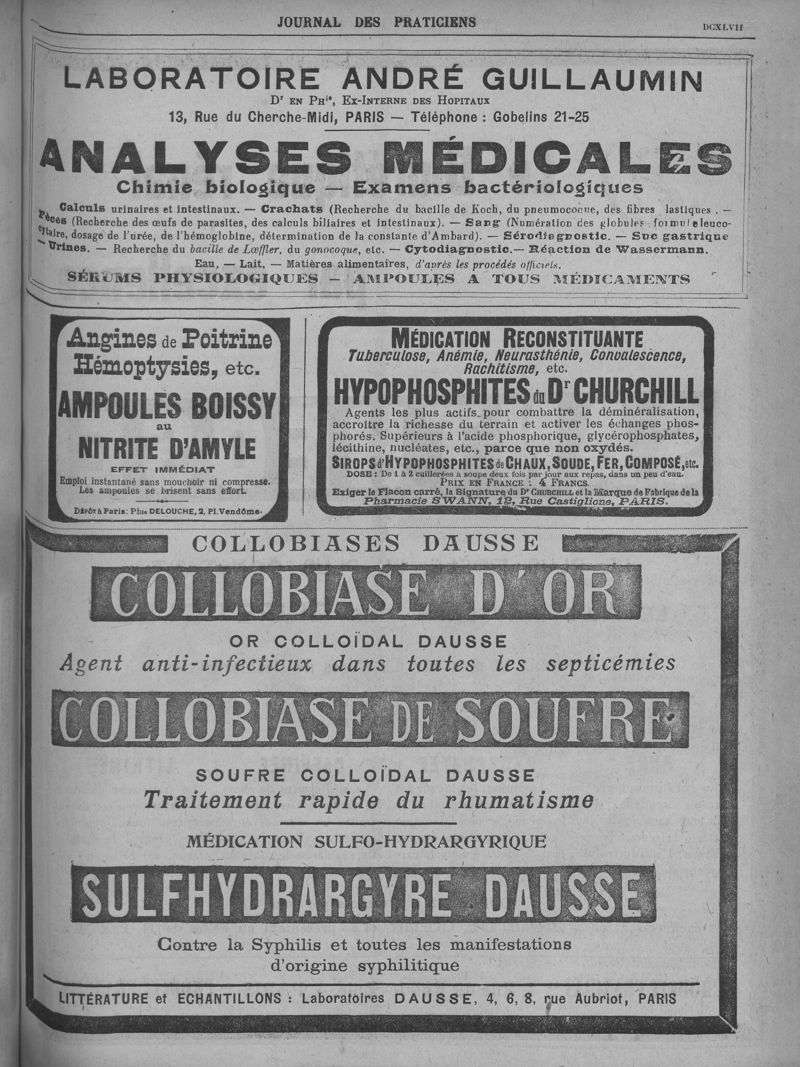 JOURNAL DES PRATICIENS
DCXLVII
LABORATOIRE ANDRÉ GUILLAUMIN
Dr EN Phie, EX-INTERNE DES HOPITAUX
13, Rue du Cherche-Midi, PARIS — Téléphone : Gobelins 21-25
ANALYSES MÉDICALES
Chimie biologique — Examens bactériologiques
Calculs urinaires et intestinaux. — Crachats (Recherche du bacille de Koch, du pneumocoque, des fibres lastiques . —
Fèces (Recherche des œufs de parasites, des calculs biliaires et intestinaux). — Sang (Numération des globules formule leuco-
cytaire, dosage de l'urée, de l'hémoglobine, détermination de la constante d'Ambard). — Sérodiagnostic. — Suc gastrique
— Urines. — Recherche du bacille de Lœffler, du gonocoque, etc. — Cytodiagnostic. — Réaction de Wassermann.
Eau, — Lait, — Matières alimentaires, d'après les procédés officiels.
SÉRUMS PHYSIOLOGIQUES — AMPOULES A TOUS MÉDICAMENTS
Angines de Poitrine
Hémoptysies, etc.
AMPOULES BOISSY
au
NITRITE D'AMYLE
EFFET IMMÉDIAT
Emploi instantané sans mouchoir ni compresse.
Les ampoules se brisent sans effort.
Dépôt à Paris: Phie DELOUCHE, 2, Pl. Vendôme.
MÉDICATION RECONSTITUANTE
Tuberculose, Anémie, Neurasthénie, Convalescence,
Rachitisme, etc.
HYPOPHOSPHITES du Dr CHURCHILL
Agents les plus actifs pour combattre la déminéralisation,
accroître la richesse du terrain et activer les échanges phos-
phorés. Supérieurs à l'acide phosphorique, glycérophosphates,
lécithine, nucléates, etc., parce que non oxydés.
SIROPS d'HYPOPHOSPHITES de CHAUX, SOUDE, FER, COMPOSÉ, etc.
DOSE : De 1 à 2 cuillerées à soupe deux fois par jour aux repas, dans un peu d'eau.
PRIX EN FRANCE : 4 FRANCS.
Exiger le Flacon carré, la Signature du Dr CHURCHILL et la Marque de Fabrique de la
Pharmacie SWANN, 12, Rue Castiglione, PARIS.
COLLOBIASES DAUSSE
COLLOBIASE D'OR
OR COLLOÏDAL DAUSSE
Agent anti-infectieux dans toutes les septicémies
COLLOBIASE DE SOUFRE
SOUFRE COLLOÏDAL DAUSSE
Traitement rapide du rhumatisme
MÉDICATION SULFO-HYDRARGYRIQUE
SULFHYDRARGYRE DAUSSE
Contre la Syphilis et toutes les manifestations
d'origine syphilitique
LITTÉRATURE et ECHANTILLONS : Laboratoires DAUSSE, 4, 6, 8, rue Aubriot, PARIS